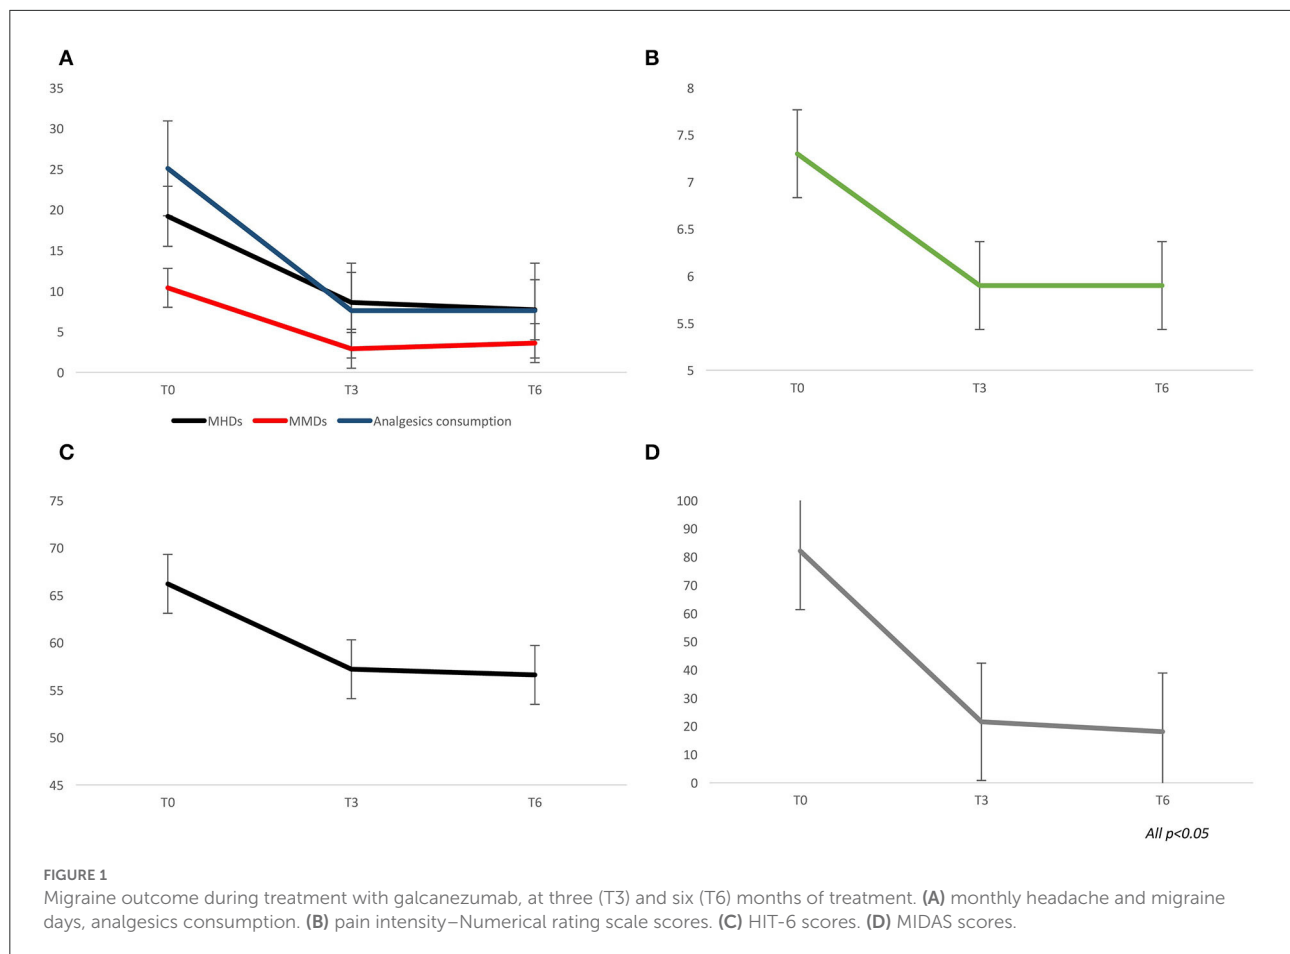 A
35
30
25
20
15
10
5
0
T0 T3 T6
MHDs MMDs Analgesics consumption
B
8
7.5
7
6.5
6
5.5
5
T0 T3 T6
C
75
70
65
60
55
50
45
T0 T3 T6
D
100
90
80
70
60
50
40
30
20
10
0
T0 T3 T6
All p<0.05
FIGURE 1
Migraine outcome during treatment with galcanezumab, at three (T3) and six (T6) months of treatment. (A) monthly headache and migraine
days, analgesics consumption. (B) pain intensity–Numerical rating scale scores. (C) HIT-6 scores. (D) MIDAS scores.